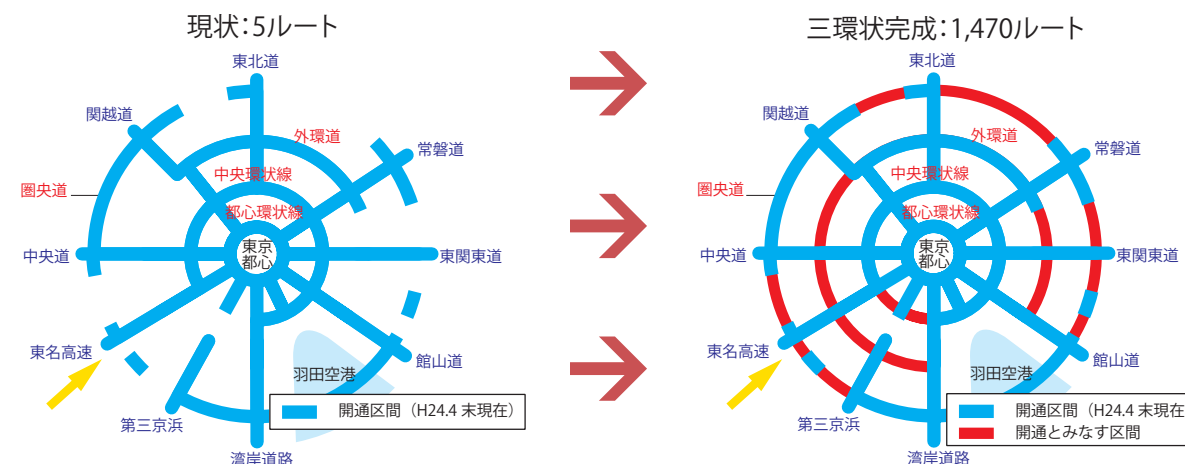 現状：5ルート
東北道
関越道
外環道
常磐道
中央環状線
圏央道
都心環状線
東京
都心
中央道
東関東道
東名高速
館山道
羽田空港
第三京浜
開通区間（H24.4 末現在）
湾岸道路
三環状完成：1,470ルート
東北道
関越道
外環道
常磐道
中央環状線
圏央道
都心環状線
東京
都心
中央道
東関東道
東名高速
館山道
羽田空港
第三京浜
開通区間（H24.4 末現在
開通とみなす区間
湾岸道路